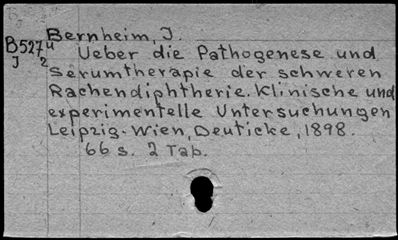 Bernheim, J.
B527,u
J 2
Ueber die Pathogenese und
Serumtherapie der schweren
Rachendiphtherie. Klinische und
experimentelle Untersuchungen
Leipzig-Wien, Deuticke, 1898.
66 s. 2 Tab.